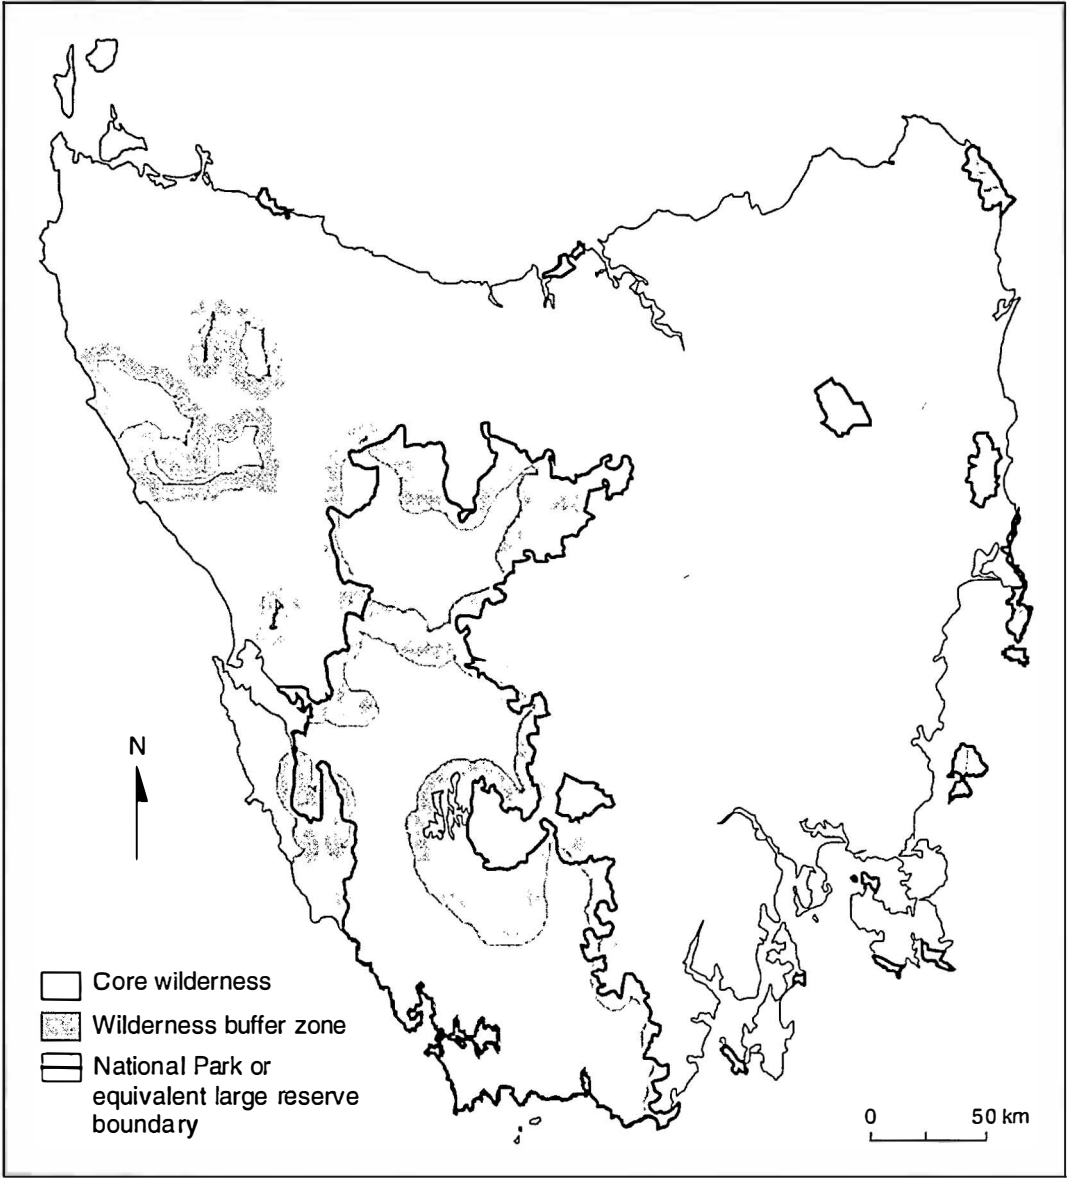 N
Core wilderness
Wilderness buffer zone
National Park or
equivalent large reserve
boundary
0 50 km